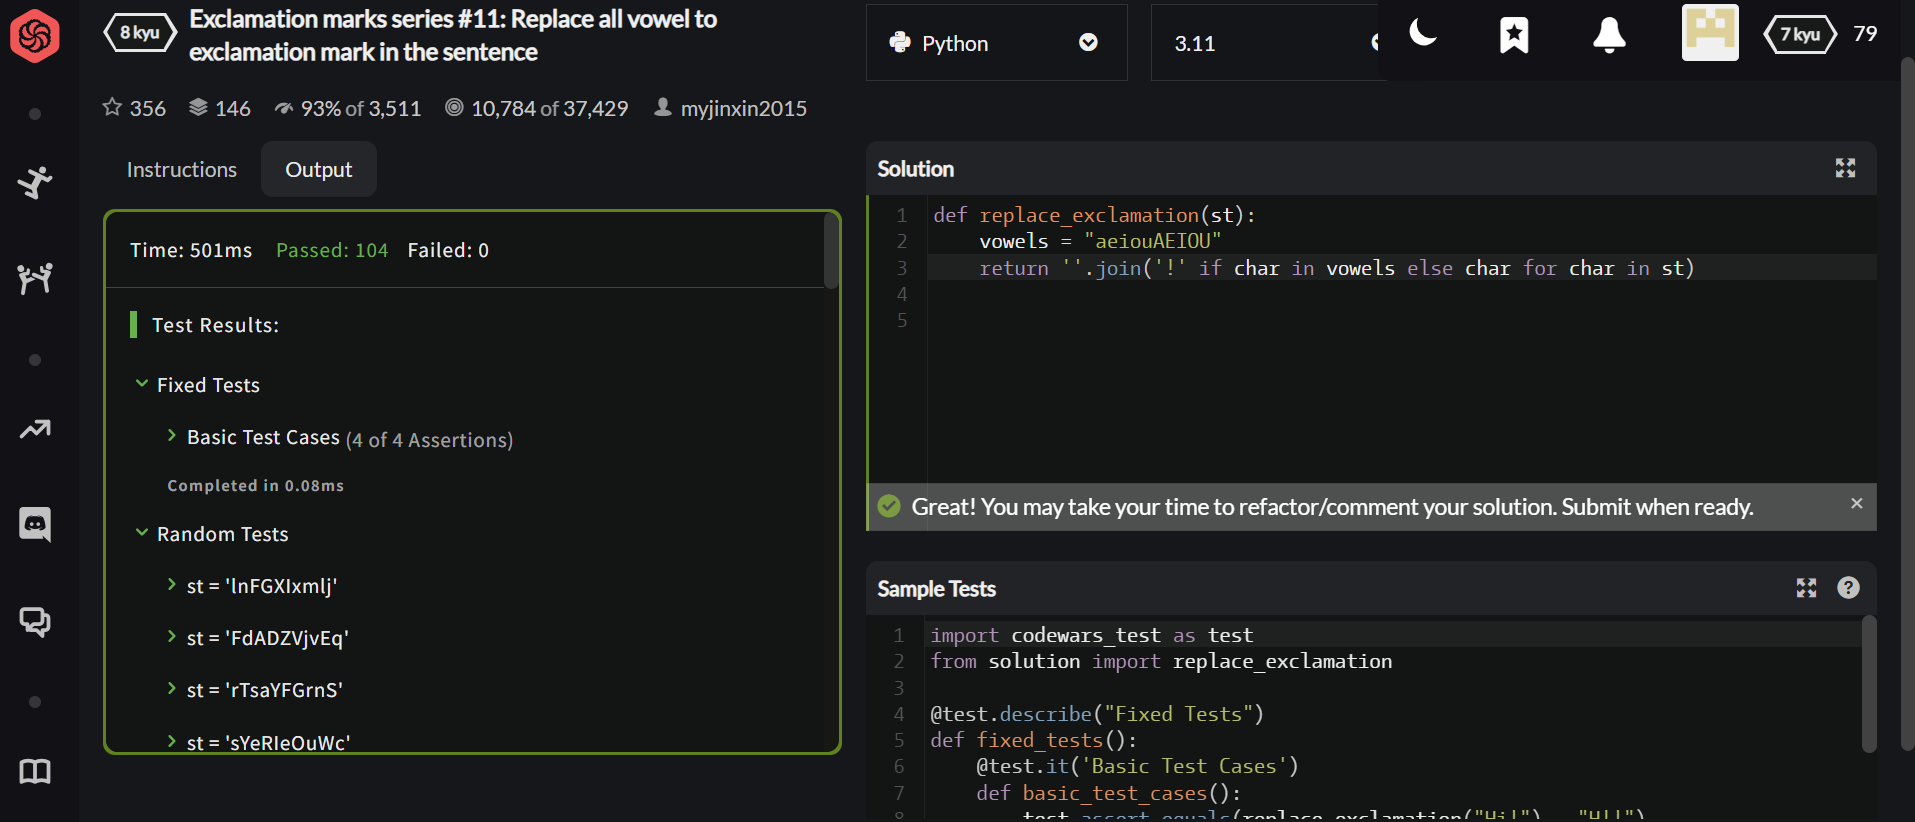 8 kyu
Exclamation marks series #11: Replace all vowel to
exclamation mark in the sentence
356 146 93% of 3,511 10,784 of 37,429 myjinxin2015
Instructions Output
Time: 501ms Passed: 104 Failed: 0
Test Results:
Fixed Tests
Basic Test Cases (4 of 4 Assertions)
Completed in 0.08ms
Random Tests
st = 'lnFGXIxmlj'
st = 'FdADZVjvEq'
st = 'rTsaYFGrnS'
st = 'sYeRIeOuWc'
Python 3.11
7 kyu 79
Solution
1 def replace_exclamation(st):
2     vowels = "aeiouAEIOU"
3     return ''.join('!' if char in vowels else char for char in st)
4
5
Great! You may take your time to refactor/comment your solution. Submit when ready. ×
Sample Tests ?
1 import codewars_test as test
2 from solution import replace_exclamation
3
4 @test.describe("Fixed Tests")
5 def fixed_tests():
6     @test.it('Basic Test Cases')
7     def basic_test_cases():
8         test.assert_equals(replace_exclamation("Hi!"), "H!!")